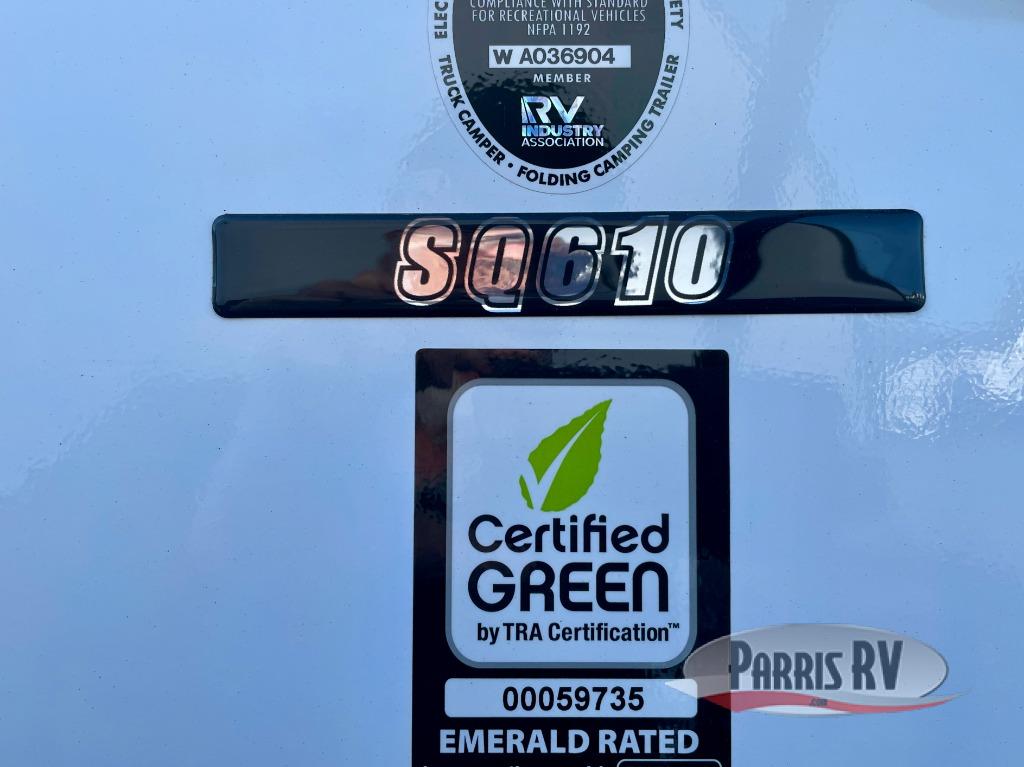 COMPLIANCE WITH STANDARD
FOR RECREATIONAL VEHICLES
NFPA 1192
W A036904
MEMBER
RV
INDUSTRY
ASSOCIATION
TRUCK CAMPER • FOLDING CAMPING TRAILER
SQ610
Certified
GREEN
by TRA Certification™
00059735
EMERALD RATED
PARRIS RV
.com